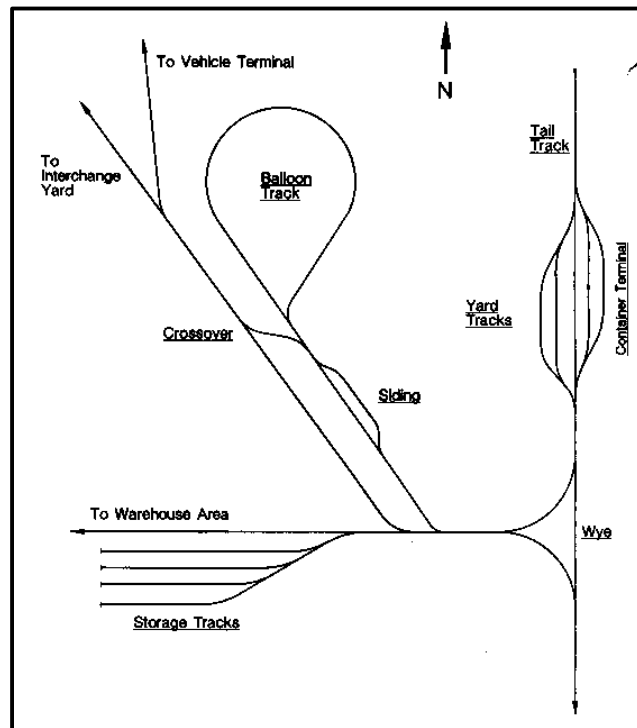 To Vehicle Terminal
N
To
Interchange
Yard
Balloon
Track
Tail
Track
Yard
Tracks
Container Terminal
Crossover
Siding
To Warehouse Area
Wye
Storage Tracks